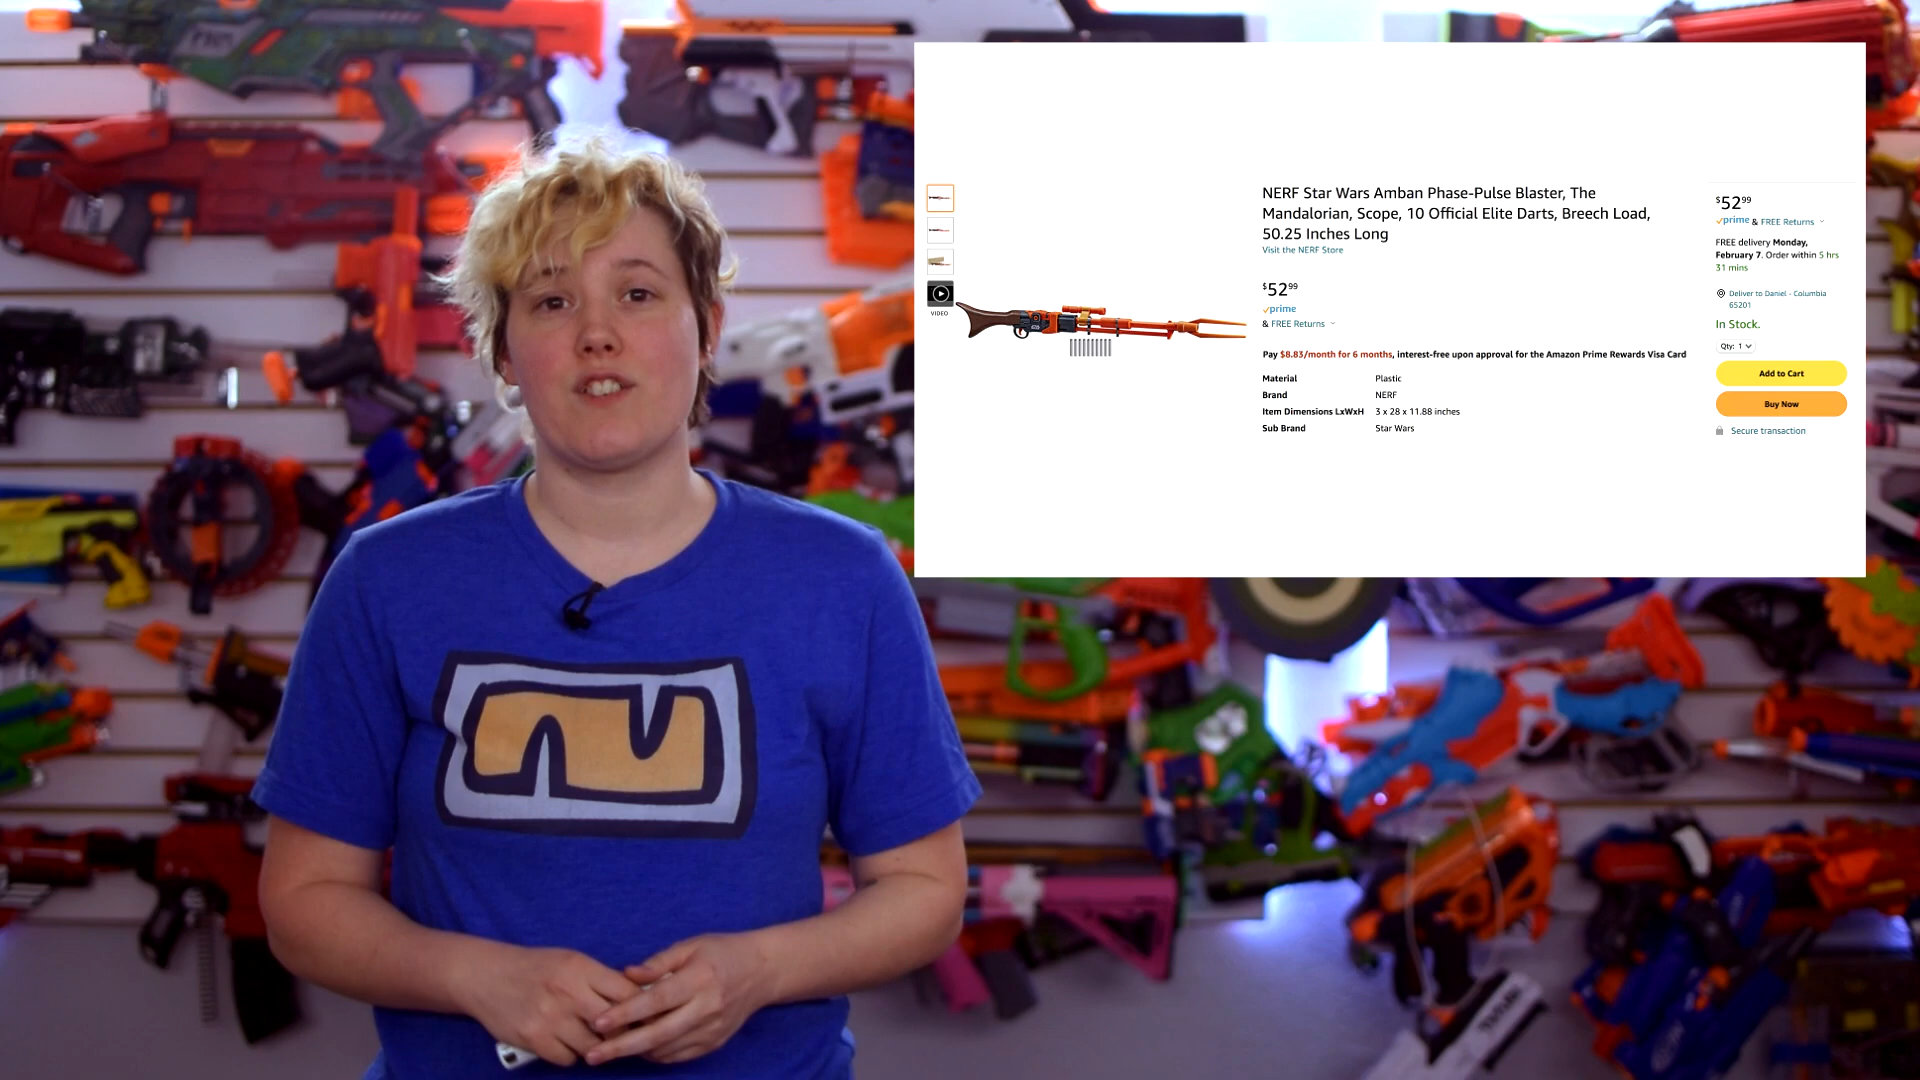 NERF Star Wars Amban Phase-Pulse Blaster, The
Mandalorian, Scope, 10 Official Elite Darts, Breech Load,
50.25 Inches Long
Visit the NERF Store
$52⁹⁹
prime
& FREE Returns
Pay $8.83/month for 6 months, interest-free upon approval for the Amazon Prime Rewards Visa Card
Material Plastic
Brand NERF
Item Dimensions LxWxH 3 x 28 x 11.88 inches
Sub Brand Star Wars
VIDEO
$52⁹⁹
prime & FREE Returns
FREE delivery Monday,
February 7. Order within 5 hrs
31 mins
Deliver to Daniel - Columbia
65201
In Stock.
Qty: 1
Add to Cart
Buy Now
Secure transaction